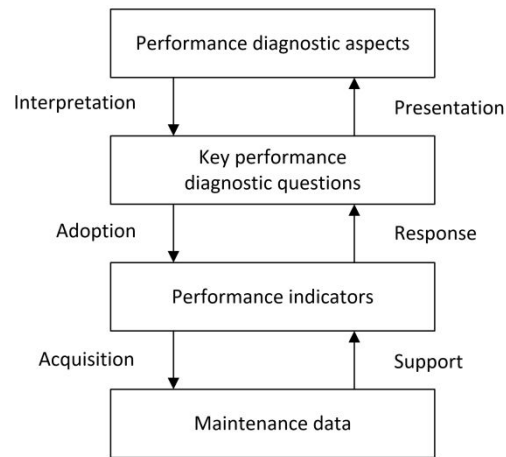 Performance diagnostic aspects
Interpretation
Presentation
Key performance
diagnostic questions
Adoption
Response
Performance indicators
Acquisition
Support
Maintenance data